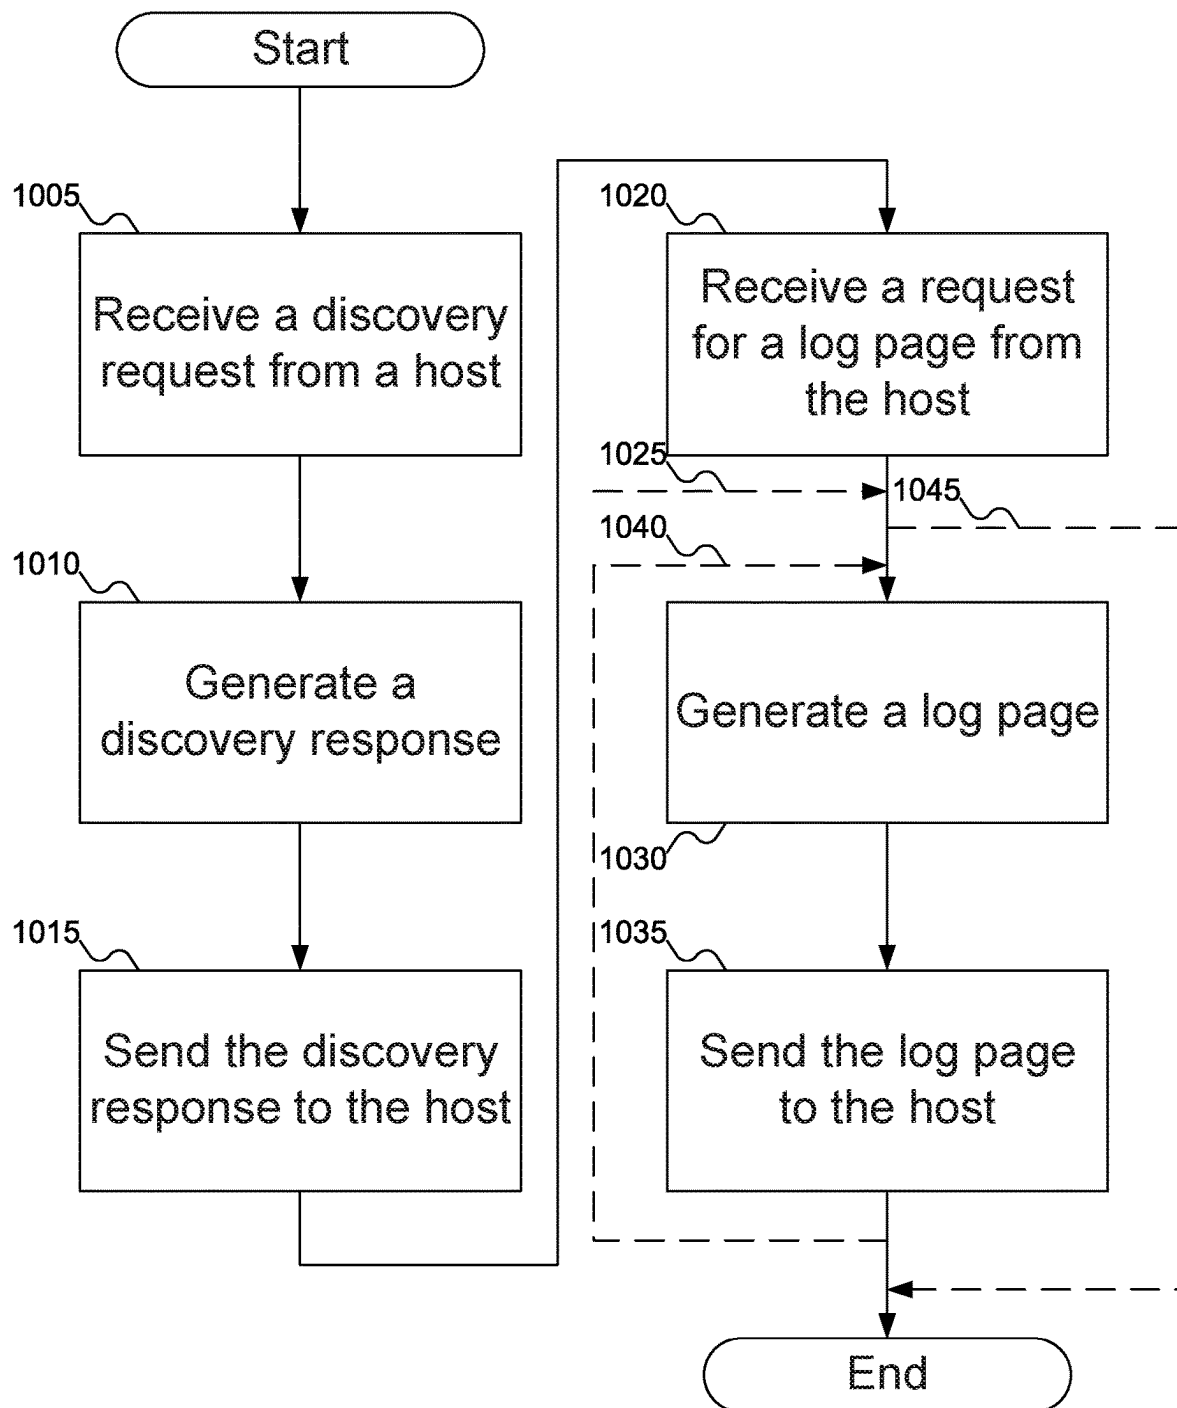 Start
1005
Receive a discovery
request from a host
1010
Generate a
discovery response
1015
Send the discovery
response to the host
1020
Receive a request
for a log page from
the host
1025
1045
1040
Generate a log page
1030
1035
Send the log page
to the host
End